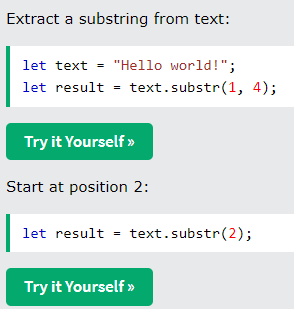 Extract a substring from text:
let text = "Hello world!";
let result = text.substr(1, 4);
Try it Yourself »
Start at position 2:
let result = text.substr(2);
Try it Yourself »